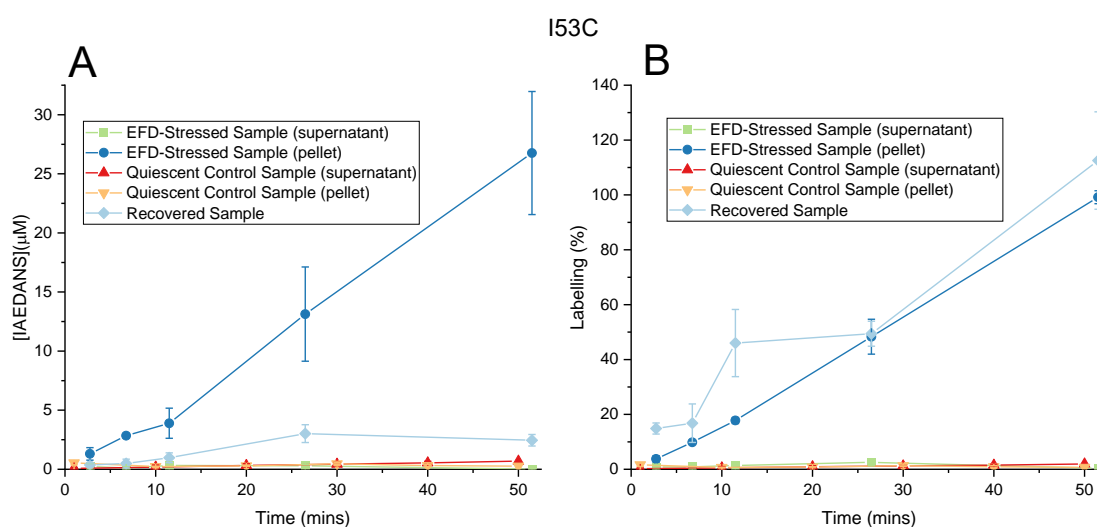 I53C
A
B
EFD-Stressed Sample (supernatant)
EFD-Stressed Sample (pellet)
Quiescent Control Sample (supernatant)
Quiescent Control Sample (pellet)
Recovered Sample
[IAEDANS](μM)
30
25
20
15
10
5
0
0 10 20 30 40 50
Time (mins)
EFD-Stressed Sample (supernatant)
EFD-Stressed Sample (pellet)
Quiescent Control Sample (supernatant)
Quiescent Control Sample (pellet)
Recovered Sample
Labelling (%)
140
120
100
80
60
40
20
0
0 10 20 30 40 50
Time (mins)